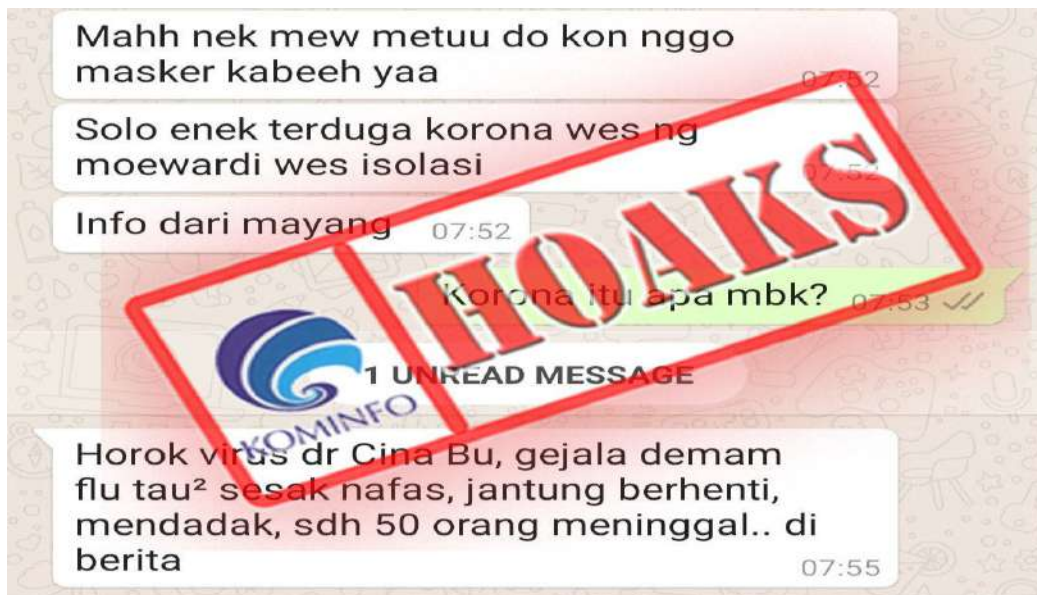 Mahh nek mew metuu do kon nggo
masker kabeeh yaa
07:52
Solo enek terduga korona wes ng
moewardi wes isolasi
07:52
Info dari mayang 07:52
HOAKS
Korona itu apa mbk? 07:53
1 UNREAD MESSAGE
KOMINFO
Horok virus dr Cina Bu, gejala demam
flu tau² sesak nafas, jantung berhenti,
mendadak, sdh 50 orang meninggal.. di
berita
07:55